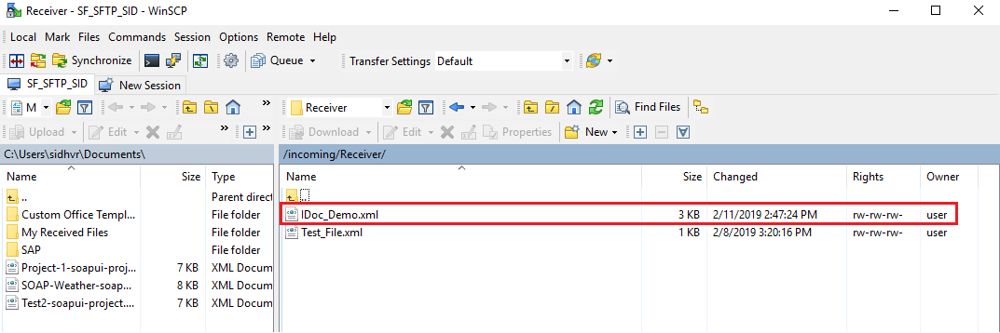 Receiver - SF_SFTP_SID - WinSCP
Local Mark Files Commands Session Options Remote Help
Synchronize Queue Transfer Settings Default
SF_SFTP_SID New Session
M » Receiver Find Files
Upload Edit » Download Edit Properties New
C:\Users\sidhvr\Documents\ /incoming/Receiver/
Name Size Type Name Size Changed Rights Owner
.. Parent direct ..
Custom Office Templ... File folder IDoc_Demo.xml 3 KB 2/11/2019 2:47:24 PM rw-rw-rw- user
My Received Files File folder Test_File.xml 1 KB 2/8/2019 3:20:16 PM rw-rw-rw- user
SAP File folder
Project-1-soapui-proj... 7 KB XML Docum
SOAP-Weather-soap... 8 KB XML Docum
Test2-soapui-project.... 7 KB XML Docum